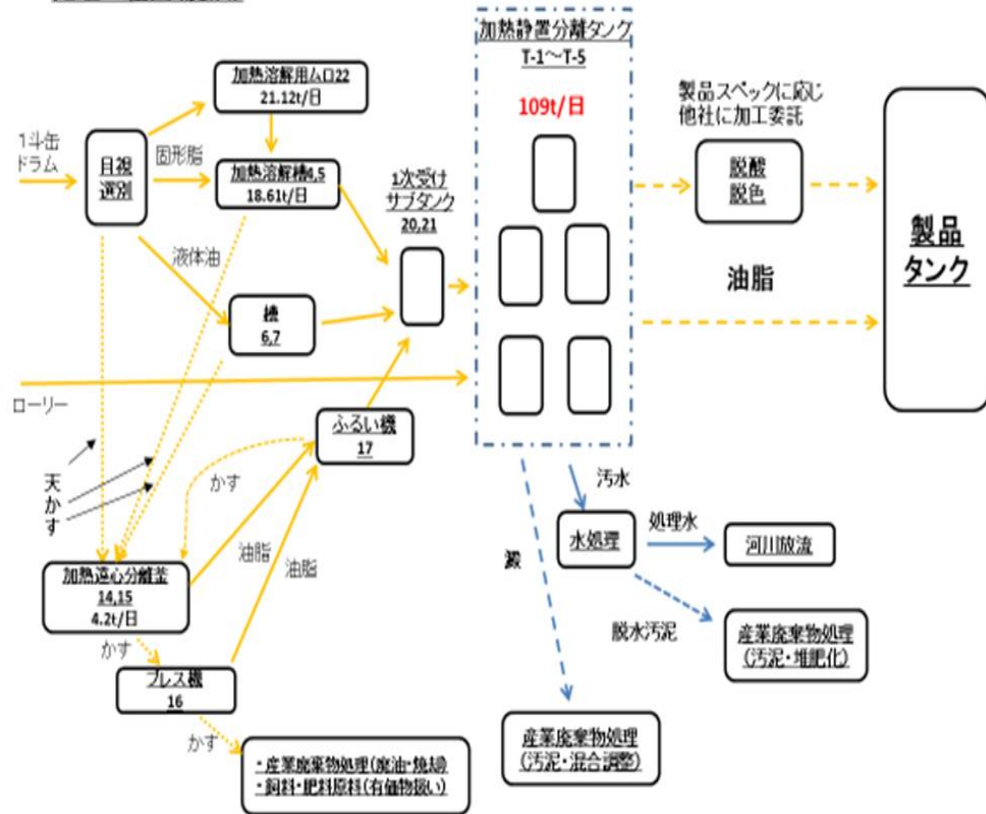 加熱静置分離タンク
T-1～T-5
109t/日
加熱溶解用ムロ22
21.12t/日
1斗缶
ドラム
目視
選別
固形脂
加熱溶解槽4,5
18.61t/日
1次受け
サブタンク
20,21
製品スペックに応じ
他社に加工委託
脱酸
脱色
製品
タンク
液体油
槽
6,7
油脂
ローリー
ふるい機
17
天かす
かす
油脂
油脂
加熱遠心分離釜
14,15
4.2t/日
かす
プレス機
16
かす
・産業廃棄物処理(廃油・焼却)
・飼料・肥料原料(有価物扱い)
汚水
水処理
処理水
河川放流
澱
脱水汚泥
産業廃棄物処理
(汚泥・堆肥化)
産業廃棄物処理
(汚泥・混合調整)